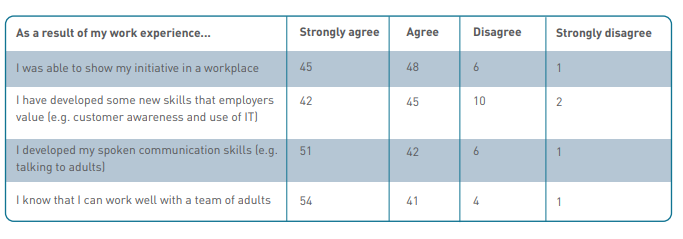 As a result of my work experience... Strongly agree Agree Disagree Strongly disagree
I was able to show my initiative in a workplace 45 48 6 1
I have developed some new skills that employers
value (e.g. customer awareness and use of IT) 42 45 10 2
I developed my spoken communication skills (e.g.
talking to adults) 51 42 6 1
I know that I can work well with a team of adults 54 41 4 1